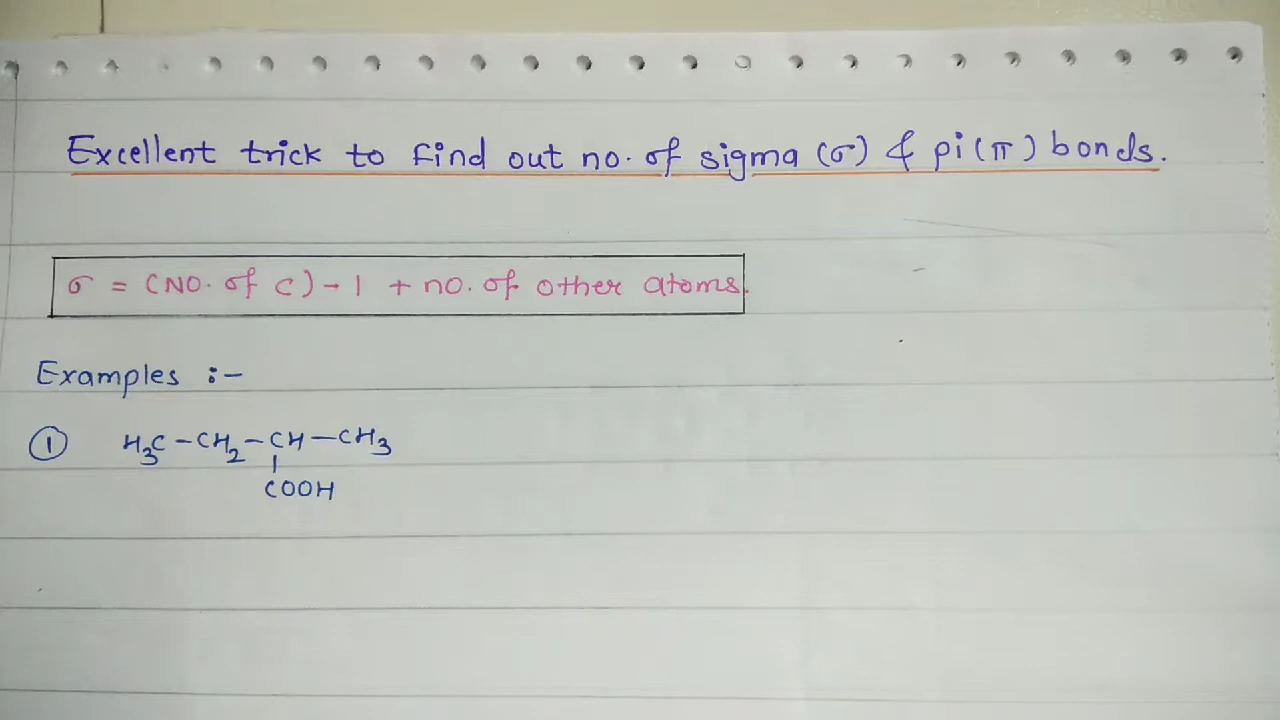 Excellent trick to find out no. of sigma (σ) & pi (π) bonds.
σ = (NO. of C) - 1 + no. of other atoms.
Examples :-
① H₃C - CH₂ - CH - CH₃
COOH